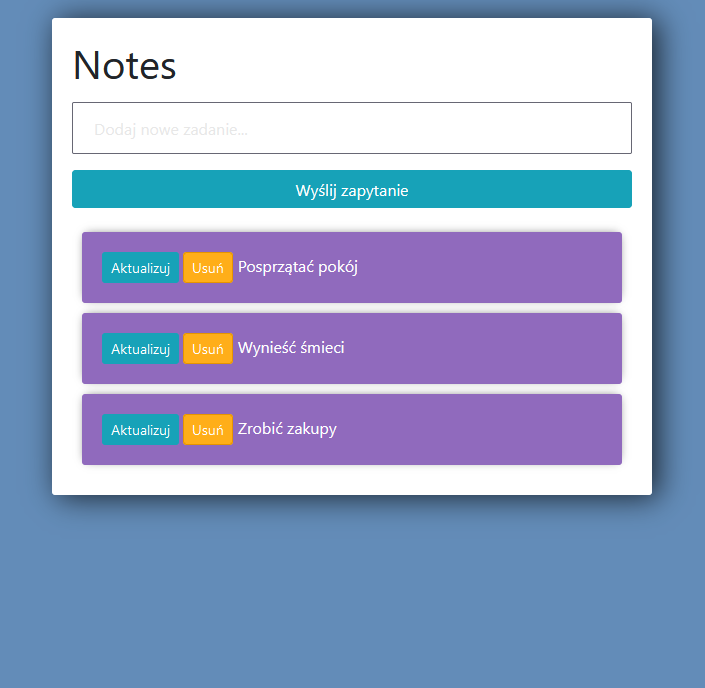 Notes
Dodaj nowe zadanie...
Wyślij zapytanie
Aktualizuj Usuń Posprzątać pokój
Aktualizuj Usuń Wynieść śmieci
Aktualizuj Usuń Zrobić zakupy